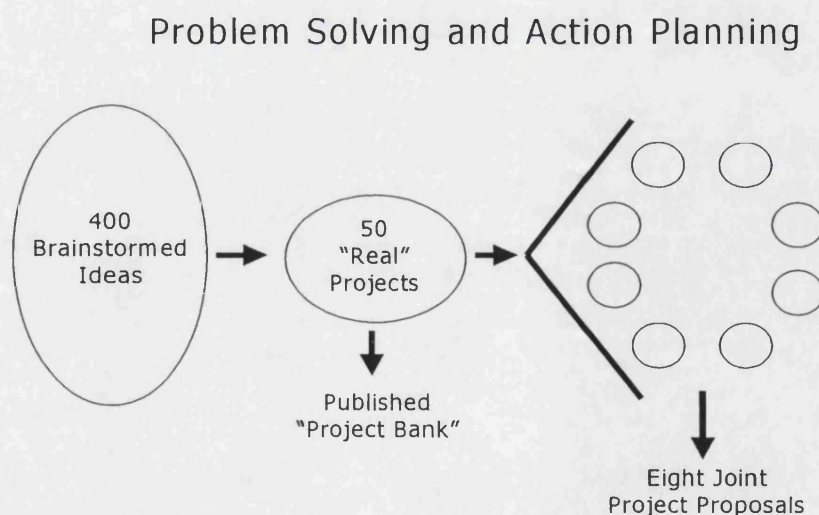 Problem Solving and Action Planning
400
Brainstormed
Ideas
50
"Real"
Projects
Published
"Project Bank"
Eight Joint
Project Proposals